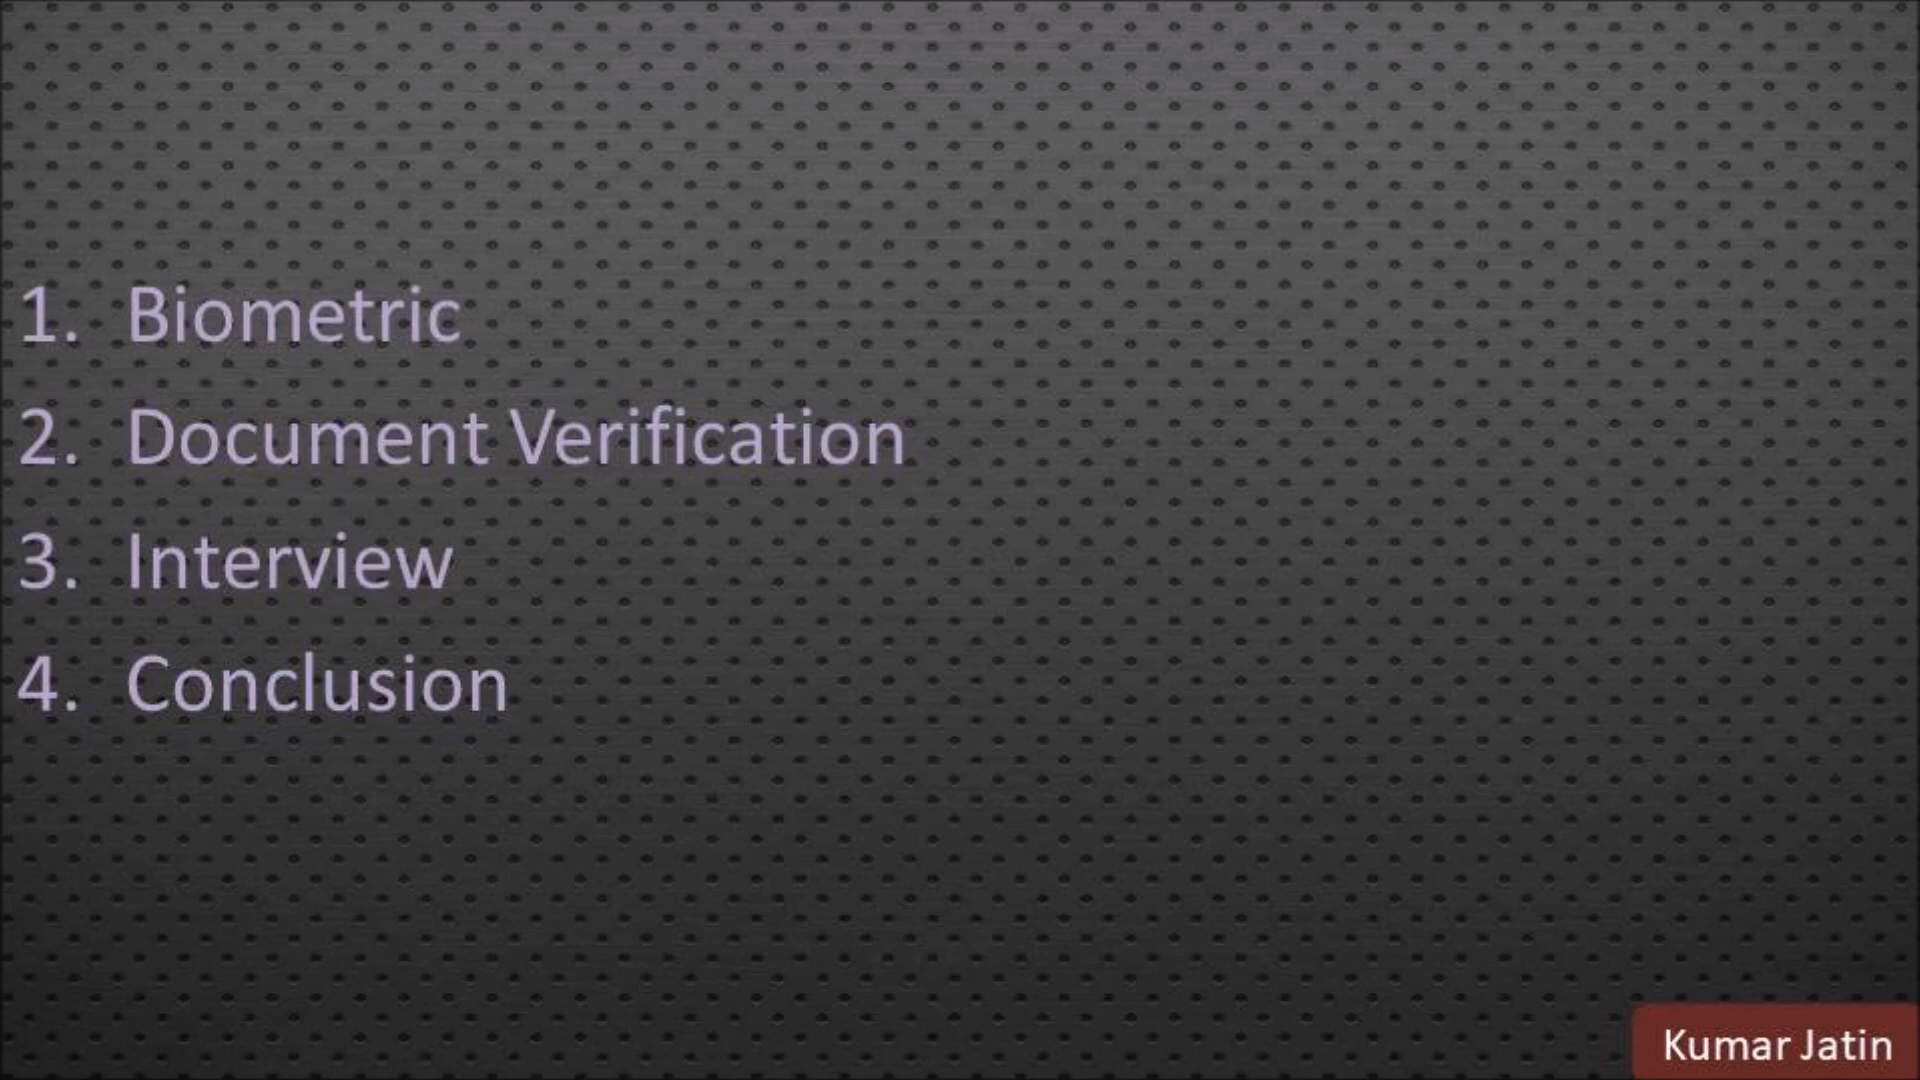 1. Biometric
2. Document Verification
3. Interview
4. Conclusion
Kumar Jatin